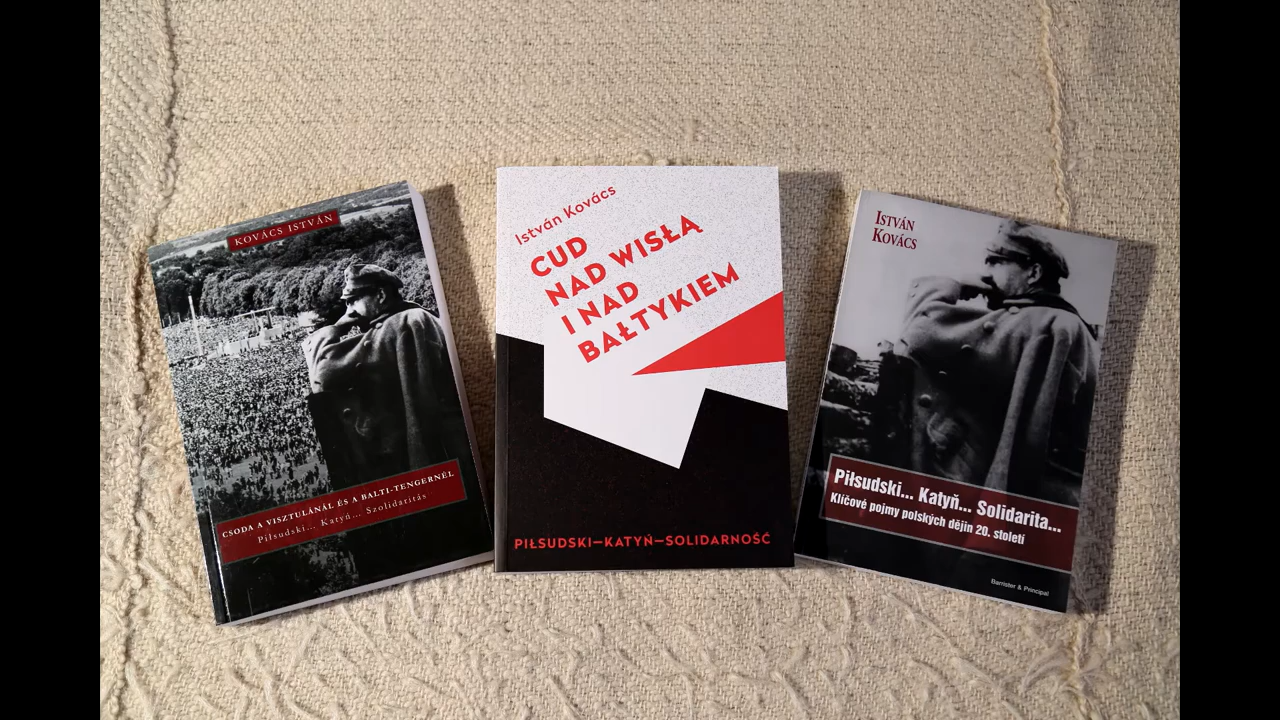 KOVÁCS ISTVÁN
CSODA A VISZTULÁNÁL ÉS A BALTI-TENGERNÉL
Piłsudski... Katyń... Szolidaritás
István Kovács
CUD
NAD WISŁĄ
I NAD
BAŁTYKIEM
PIŁSUDSKI–KATYŃ–SOLIDARNOŚĆ
ISTVÁN
KOVÁCS
Piłsudski... Katyň... Solidarita...
Klíčové pojmy polských dějin 20. století
Barrister & Principal